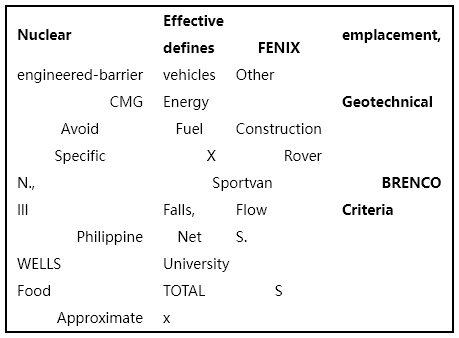 Nuclear Effective defines FENIX emplacement,
engineered-barrier vehicles Other
CMG Energy Geotechnical
Avoid Fuel Construction
Specific X Rover
N., Sportvan BRENCO
III Falls, Flow Criteria
Philippine Net S.
WELLS University
Food TOTAL S
Approximate x